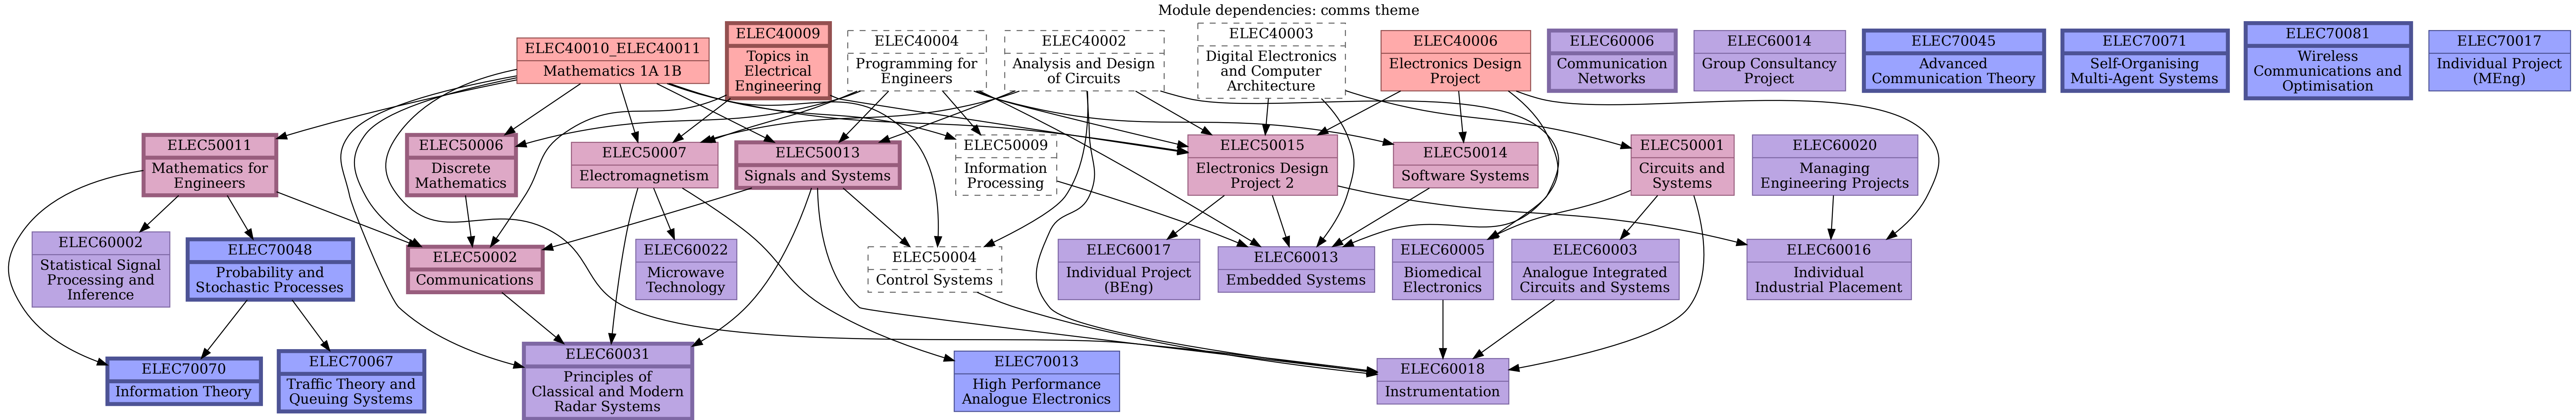 Module dependencies: comms theme
ELEC40010_ELEC40011
Mathematics 1A 1B
ELEC40009
Topics in
Electrical
Engineering
ELEC40004
Programming for
Engineers
ELEC40002
Analysis and Design
of Circuits
ELEC40003
Digital Electronics
and Computer
Architecture
ELEC40006
Electronics Design
Project
ELEC60006
Communication
Networks
ELEC60014
Group Consultancy
Project
ELEC70045
Advanced
Communication Theory
ELEC70071
Self-Organising
Multi-Agent Systems
ELEC70081
Wireless
Communications and
Optimisation
ELEC70017
Individual Project
(MEng)
ELEC50011
Mathematics for
Engineers
ELEC50006
Discrete
Mathematics
ELEC50007
Electromagnetism
ELEC50013
Signals and Systems
ELEC50009
Information
Processing
ELEC50015
Electronics Design
Project 2
ELEC50014
Software Systems
ELEC50001
Circuits and
Systems
ELEC60020
Managing
Engineering Projects
ELEC60002
Statistical Signal
Processing and
Inference
ELEC70048
Probability and
Stochastic Processes
ELEC50002
Communications
ELEC60022
Microwave
Technology
ELEC50004
Control Systems
ELEC60017
Individual Project
(BEng)
ELEC60013
Embedded Systems
ELEC60005
Biomedical
Electronics
ELEC60003
Analogue Integrated
Circuits and Systems
ELEC60016
Individual
Industrial Placement
ELEC70070
Information Theory
ELEC70067
Traffic Theory and
Queuing Systems
ELEC60031
Principles of
Classical and Modern
Radar Systems
ELEC70013
High Performance
Analogue Electronics
ELEC60018
Instrumentation